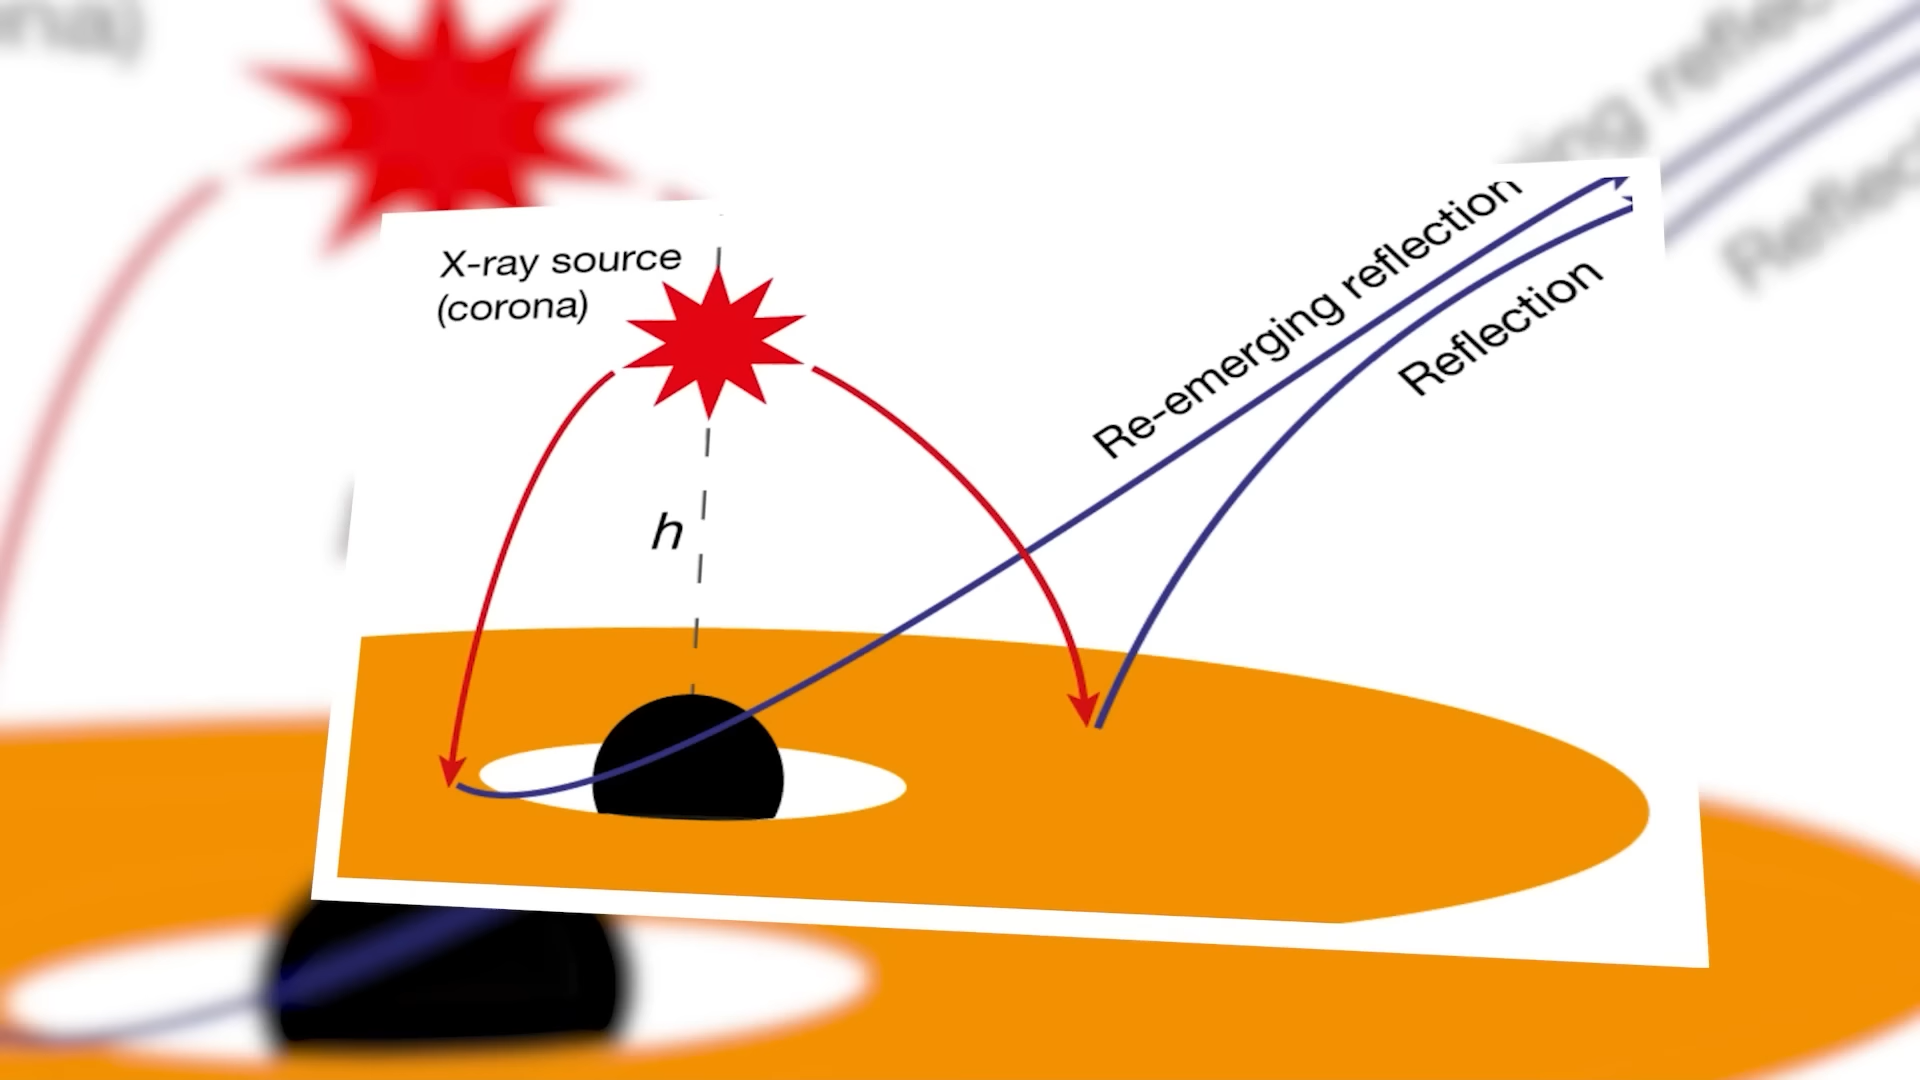 X-ray source
(corona)
h
Re-emerging reflection
Reflection